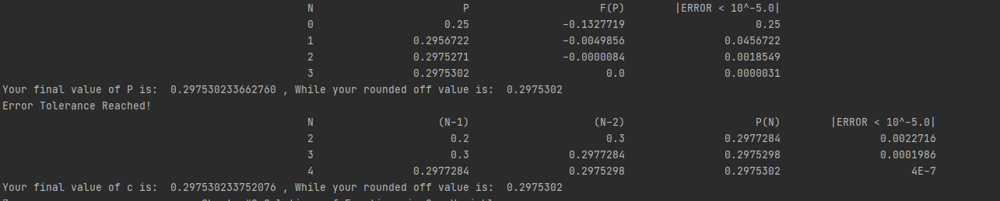 N P F(P) |ERROR < 10^-5.0|
0 0.25 -0.1327719 0.25
1 0.2956722 -0.0049856 0.0456722
2 0.2975271 -0.0000084 0.0018549
3 0.2975302 0.0 0.0000031
Your final value of P is:  0.297530233662760 , While your rounded off value is:  0.2975302
Error Tolerance Reached!
N (N-1) (N-2) P(N) |ERROR < 10^-5.0|
2 0.2 0.3 0.2977284 0.0022716
3 0.3 0.2977284 0.2975298 0.0001986
4 0.2977284 0.2975298 0.2975302 4E-7
Your final value of c is:  0.297530233752076 , While your rounded off value is:  0.2975302